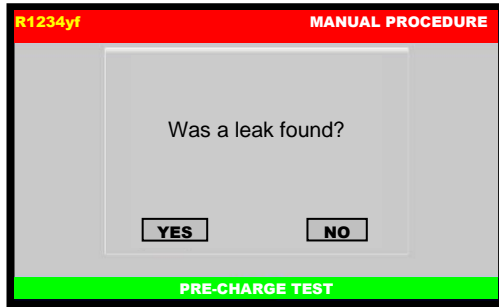 R1234yf MANUAL PROCEDURE
Was a leak found?
YES NO
PRE-CHARGE TEST